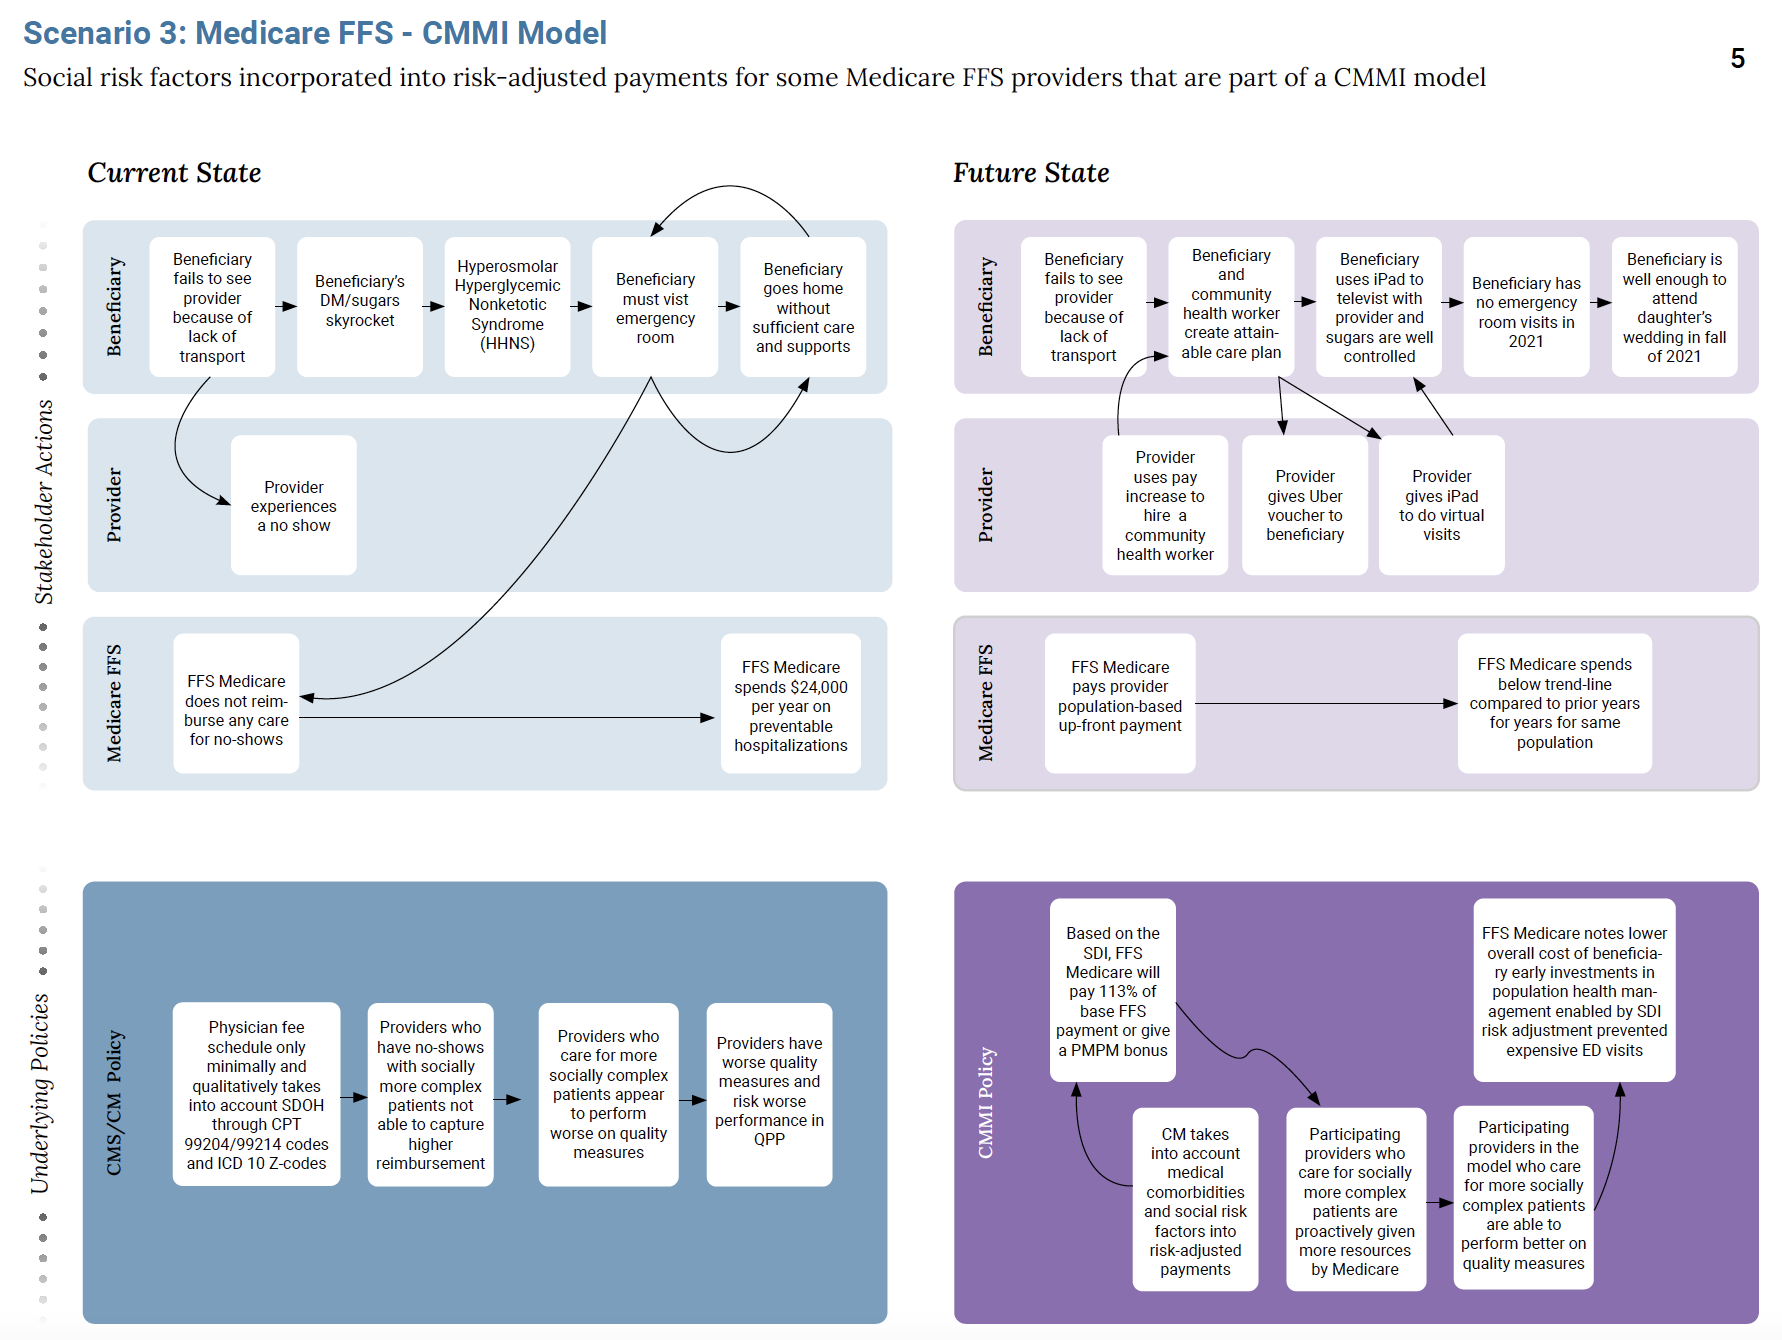 Scenario 3: Medicare FFS - CMMI Model
5
Social risk factors incorporated into risk-adjusted payments for some Medicare FFS providers that are part of a CMMI model
Current State
Stakeholder Actions
Beneficiary
Beneficiary
fails to see
provider
because of
lack of
transport
Beneficiary's
DM/sugars
skyrocket
Hyperosmolar
Hyperglycemic
Nonketotic
Syndrome
(HHNS)
Beneficiary
must vist
emergency
room
Beneficiary
goes home
without
sufficient care
and supports
Provider
Provider
experiences
a no show
Medicare FFS
FFS Medicare
does not reim-
burse any care
for no-shows
FFS Medicare
spends $24,000
per year on
preventable
hospitalizations
Underlying Policies
CMS/CM Policy
Physician fee
schedule only
minimally and
qualitatively takes
into account SDOH
through CPT
99204/99214 codes
and ICD 10 Z-codes
Providers who
have no-shows
with socially
more complex
patients not
able to capture
higher
reimbursement
Providers who
care for more
socially complex
patients appear
to perform
worse on quality
measures
Providers have
worse quality
measures and
risk worse
performance in
QPP
Future State
Beneficiary
Beneficiary
fails to see
provider
because of
lack of
transport
Beneficiary
and
community
health worker
create attain-
able care plan
Beneficiary
uses iPad to
televist with
provider and
sugars are well
controlled
Beneficiary has
no emergency
room visits in
2021
Beneficiary is
well enough to
attend
daughter's
wedding in fall
of 2021
Provider
Provider
uses pay
increase to
hire a
community
health worker
Provider
gives Uber
voucher to
beneficiary
Provider
gives iPad
to do virtual
visits
Medicare FFS
FFS Medicare
pays provider
population-based
up-front payment
FFS Medicare spends
below trend-line
compared to prior years
for years for same
population
CMMI Policy
Based on the
SDI, FFS
Medicare will
pay 113% of
base FFS
payment or give
a PMPM bonus
CM takes
into account
medical
comorbidities
and social risk
factors into
risk-adjusted
payments
Participating
providers who
care for socially
more complex
patients are
proactively given
more resources
by Medicare
Participating
providers in the
model who care
for more socially
complex patients
are able to
perform better on
quality measures
FFS Medicare notes lower
overall cost of beneficia-
ry early investments in
population health man-
agement enabled by SDI
risk adjustment prevented
expensive ED visits